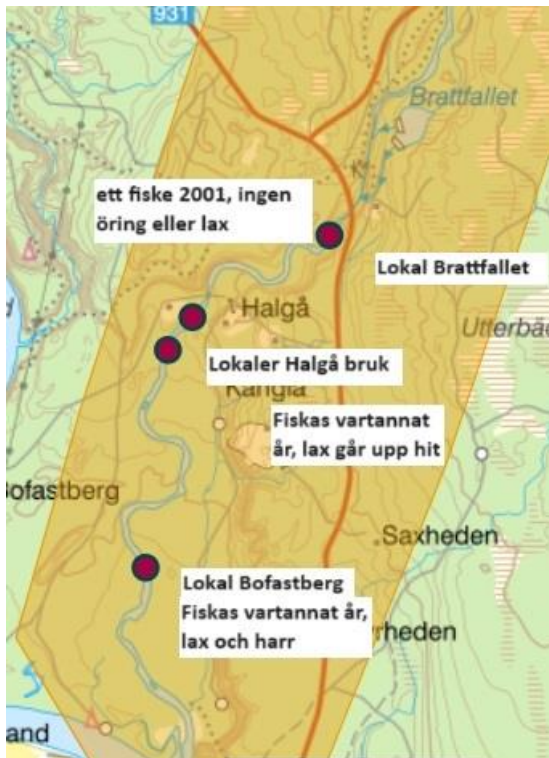 931
Brattfallet
ett fiske 2001, ingen
öring eller lax
Lokal Brattfallet
Halgå
Utterbäc
Lokaler Halgå bruk
Kangla
Fiskas vartannat
år, lax går upp hit
Bofastberg
Saxheden
Lokal Bofastberg
Fiskas vartannat år,
lax och harr
rheden
and